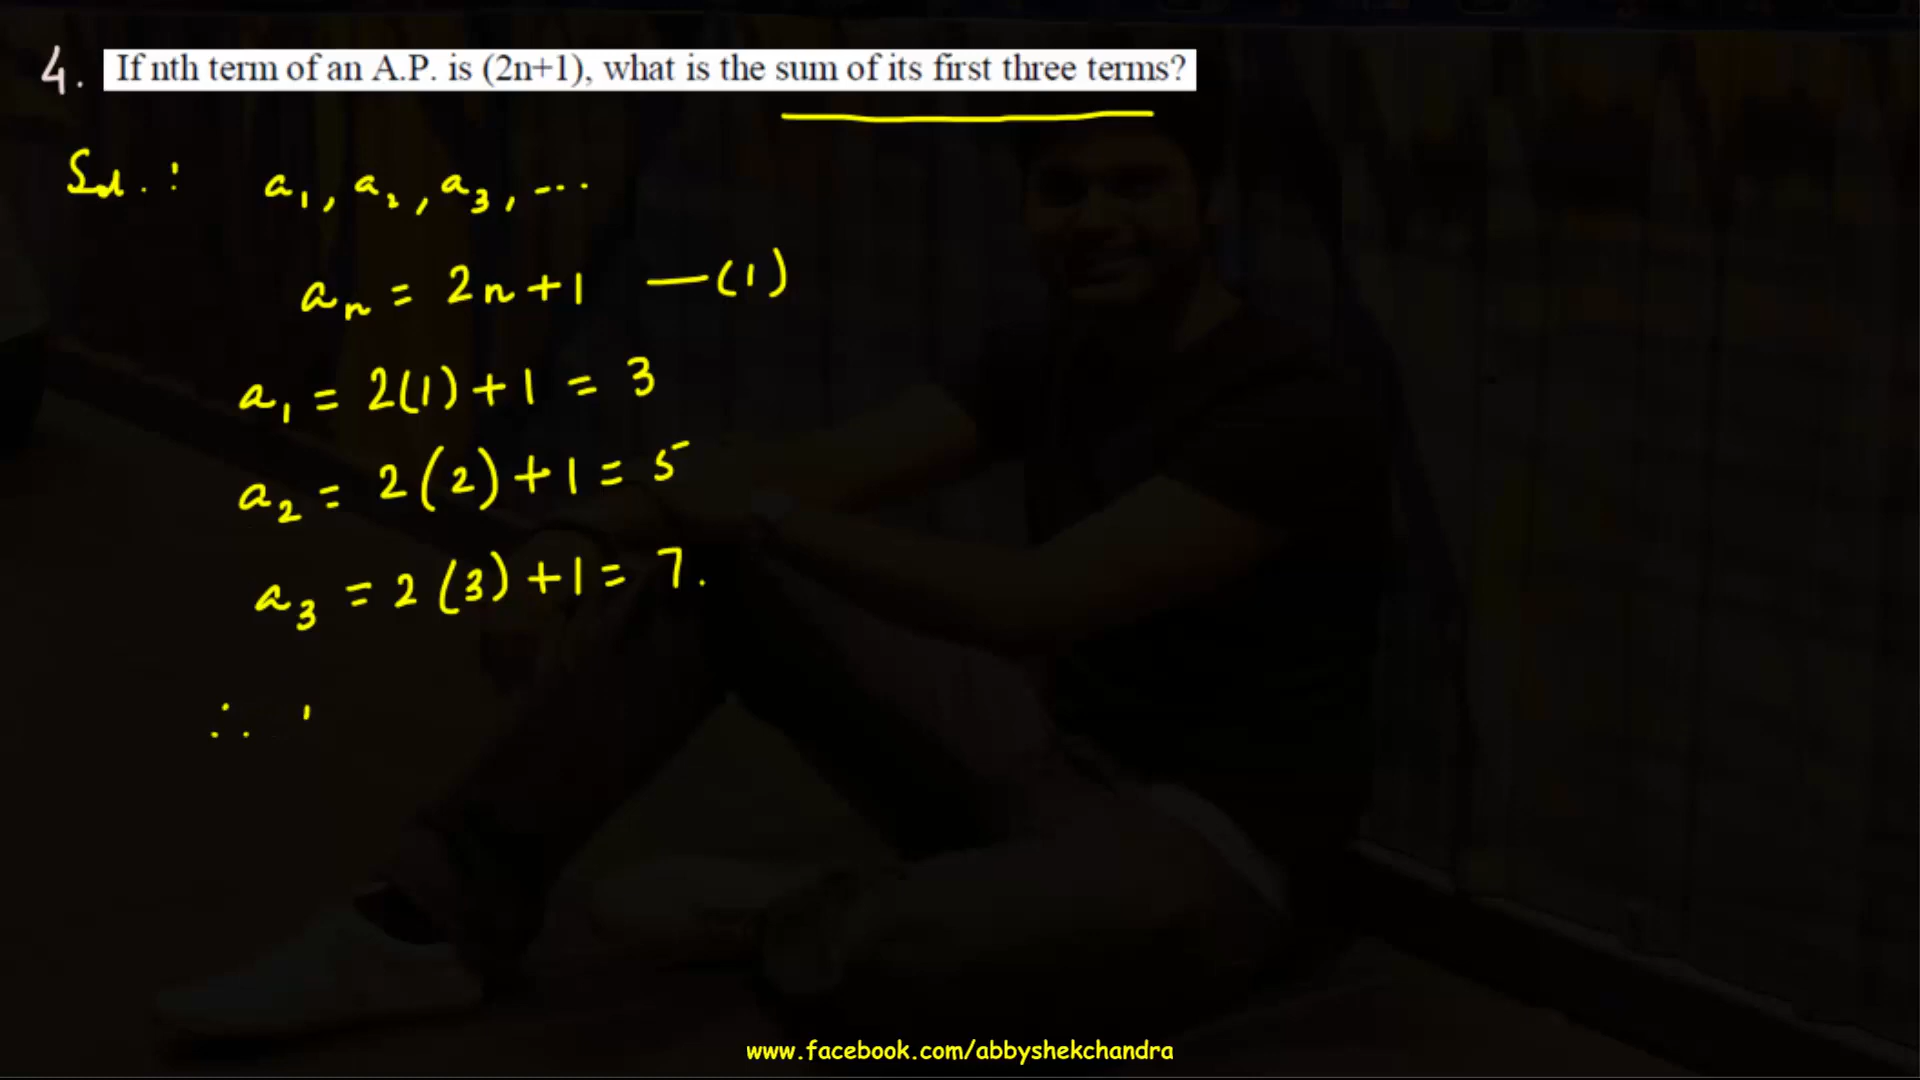 4. If nth term of an A.P. is (2n+1), what is the sum of its first three terms?
Sol. : a₁, a₂, a₃, ...
aₙ = 2n+1 —(1)
a₁ = 2(1)+1 = 3
a₂ = 2(2)+1 = 5
a₃ = 2(3)+1 = 7.
∴ '
www.facebook.com/abbyshekchandra